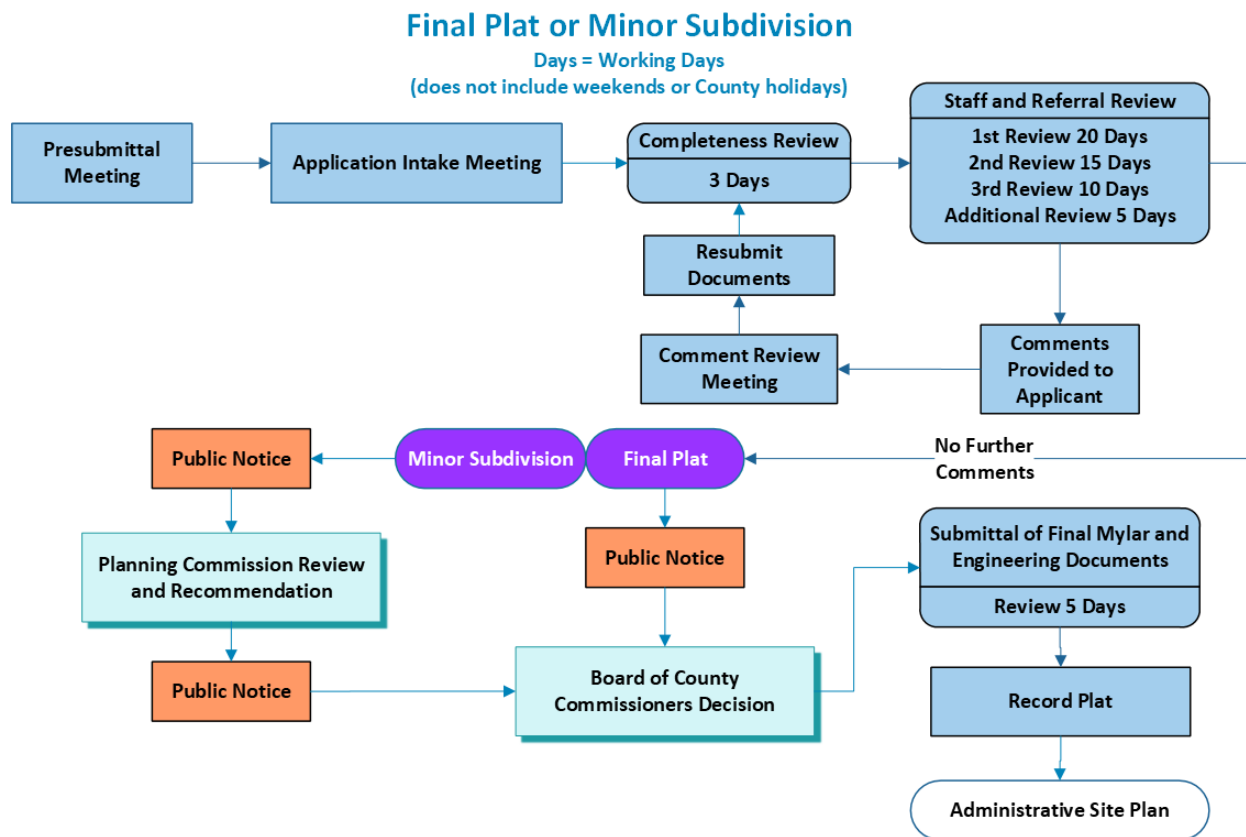 Final Plat or Minor Subdivision
Days = Working Days
(does not include weekends or County holidays)
Presubmittal
Meeting
Application Intake Meeting
Completeness Review
3 Days
Staff and Referral Review
1st Review 20 Days
2nd Review 15 Days
3rd Review 10 Days
Additional Review 5 Days
Resubmit
Documents
Comment Review
Meeting
Comments
Provided to
Applicant
Public Notice
Minor Subdivision
Final Plat
No Further
Comments
Planning Commission Review
and Recommendation
Public Notice
Submittal of Final Mylar and
Engineering Documents
Review 5 Days
Public Notice
Board of County
Commissioners Decision
Record Plat
Administrative Site Plan